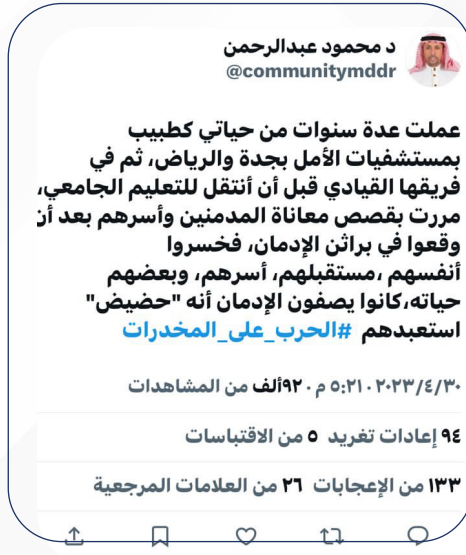 د محمود عبدالرحمن
@communitymddr
عملت عدة سنوات من حياتي كطبيب
بمستشفيات الأمل بجدة والرياض، ثم في
فريقها القيادي قبل أن أنتقل للتعليم الجامعي،
مررت بقصص معاناة المدمنين وأسرهم بعد أن
وقعوا في براثن الإدمان، فخسروا
أنفسهم ،مستقبلهم، أسرهم، وبعضهم
حياته،كانوا يصفون الإدمان أنه "حضيض"
استعبدهم #الحرب_على_المخدرات
٢٠٢٣/٤/٣٠ · ٥:٢١ م · ٩٢ألف من المشاهدات
٩٤ إعادات تغريد ٥ من الاقتباسات
١٣٣ من الإعجابات ٢٦ من العلامات المرجعية